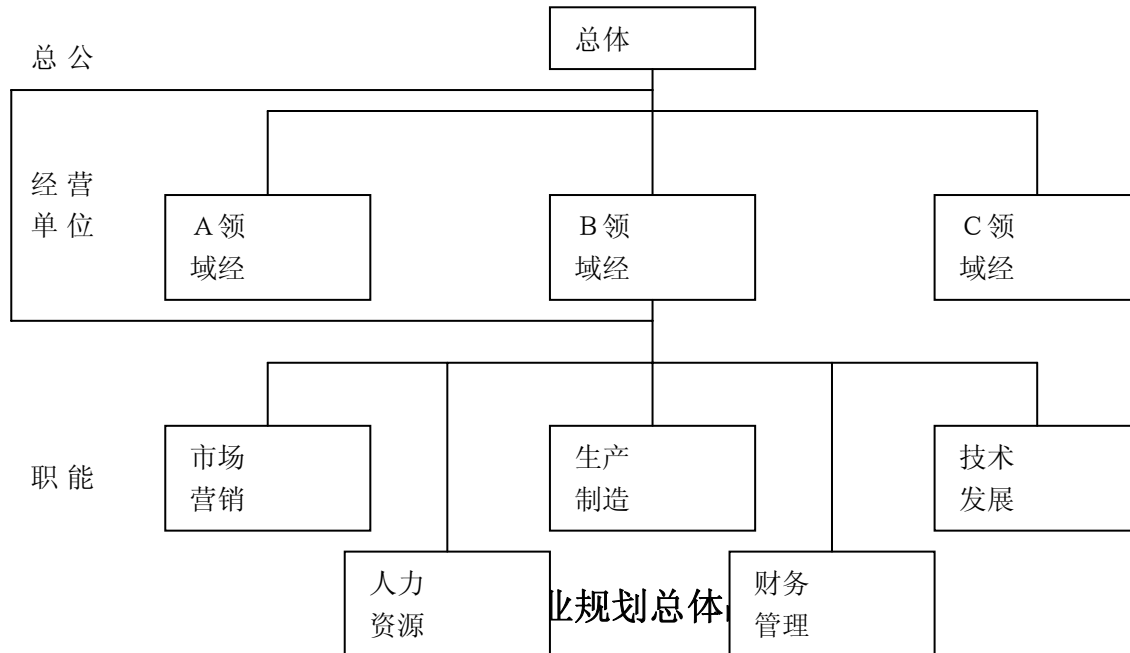 总体
总 公
经 营
单 位
A 领
域经
B 领
域经
C 领
域经
职 能
市场
营销
生产
制造
技术
发展
人力
资源
财务
管理
业规划总体